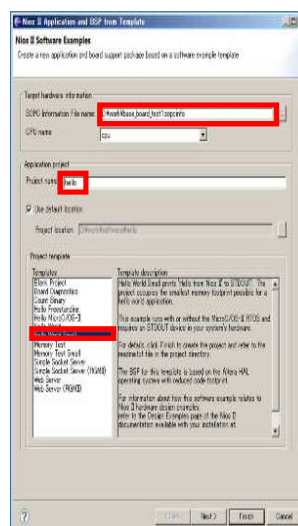 Nios II Application and BSP from Template
Nios II Software Examples
Create a new application and board support package based on a software example template
Target hardware information
SOPC Information File name:
CPU name:
cpu
Application project
Project name:
hello
Use default location
Project location:
Project template
Templates
Template description
Blank Project
Board Diagnostics
Count Binary
Hello Freestanding
Hello MicroC/OS-II
Hello World
Hello World Small
Memory Test
Memory Test Small
Simple Socket Server
Simple Socket Server (RGMII)
Web Server
Web Server (RGMII)
Hello World Small prints 'Hello from Nios II' to STDOUT. The
project occupies the smallest memory footprint possible for a
hello world application.
This example runs with or without the MicroC/OS-II RTOS and
requires an STDOUT device in your system's hardware.
For details, click Finish to create the project and refer to the
readme.txt file in the project directory.
The BSP for this template is based on the Altera HAL
operating system with reduced code footprint.
For information about how this software example relates to
Nios II hardware design examples,
refer to the Design Examples page of the Nios II
documentation available with your installation at:
Next >
Finish
Cancel